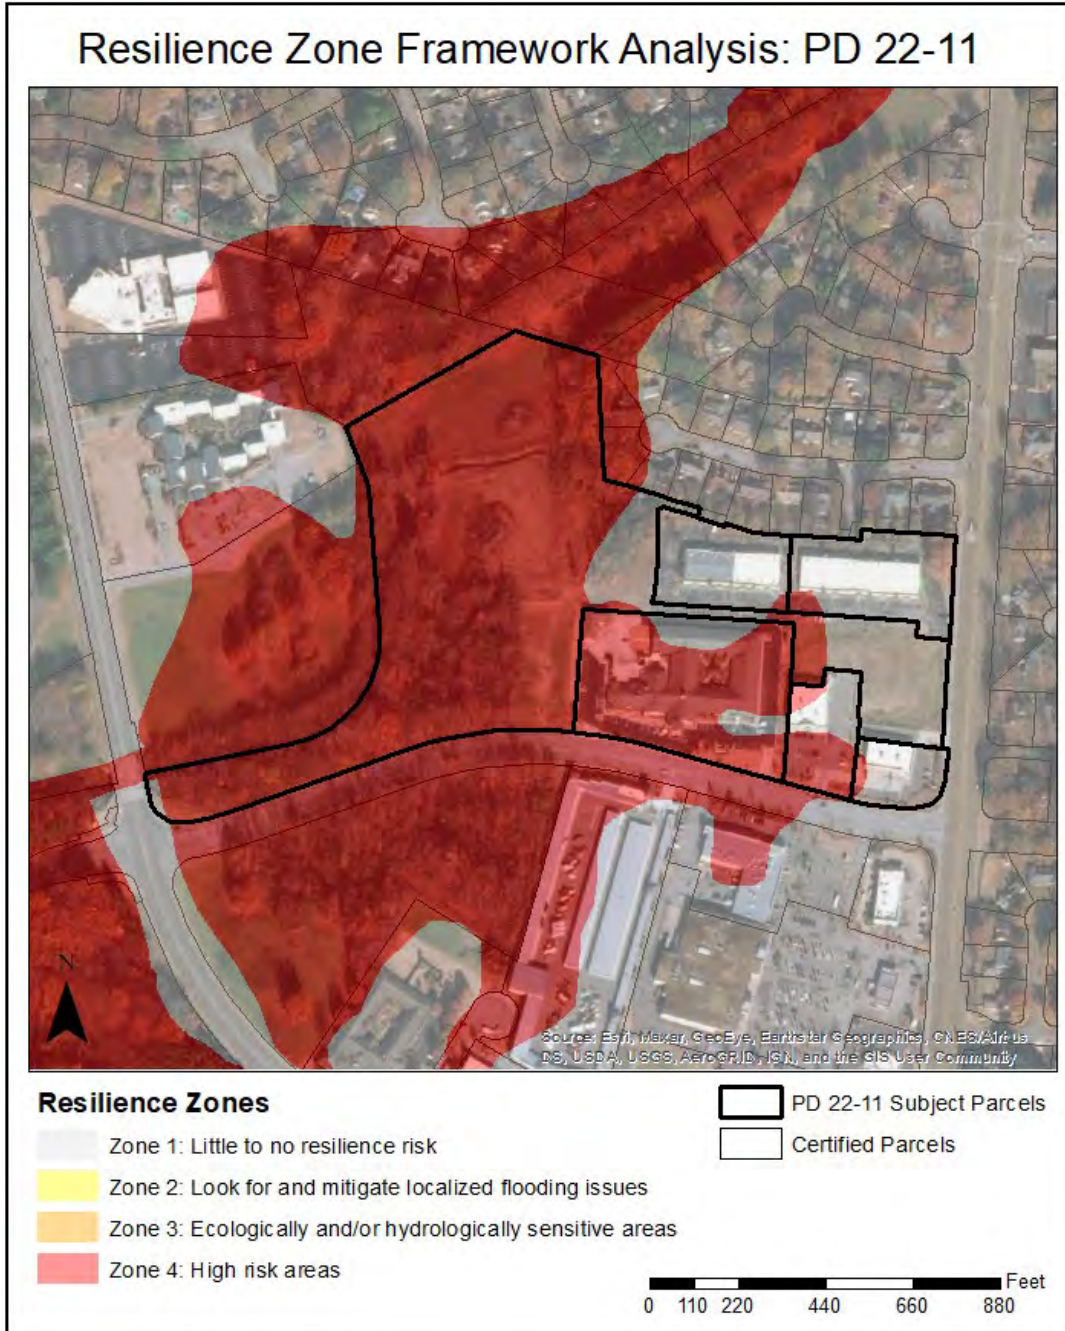 Resilience Zone Framework Analysis: PD 22-11
N
Source: Esri, Maxar, GeoEye, Earthstar Geographics, CNES/Airbus
DS, USDA, USGS, AeroGRID, IGN, and the GIS User Community
Resilience Zones
Zone 1: Little to no resilience risk
Zone 2: Look for and mitigate localized flooding issues
Zone 3: Ecologically and/or hydrologically sensitive areas
Zone 4: High risk areas
PD 22-11 Subject Parcels
Certified Parcels
Feet
0 110 220 440 660 880